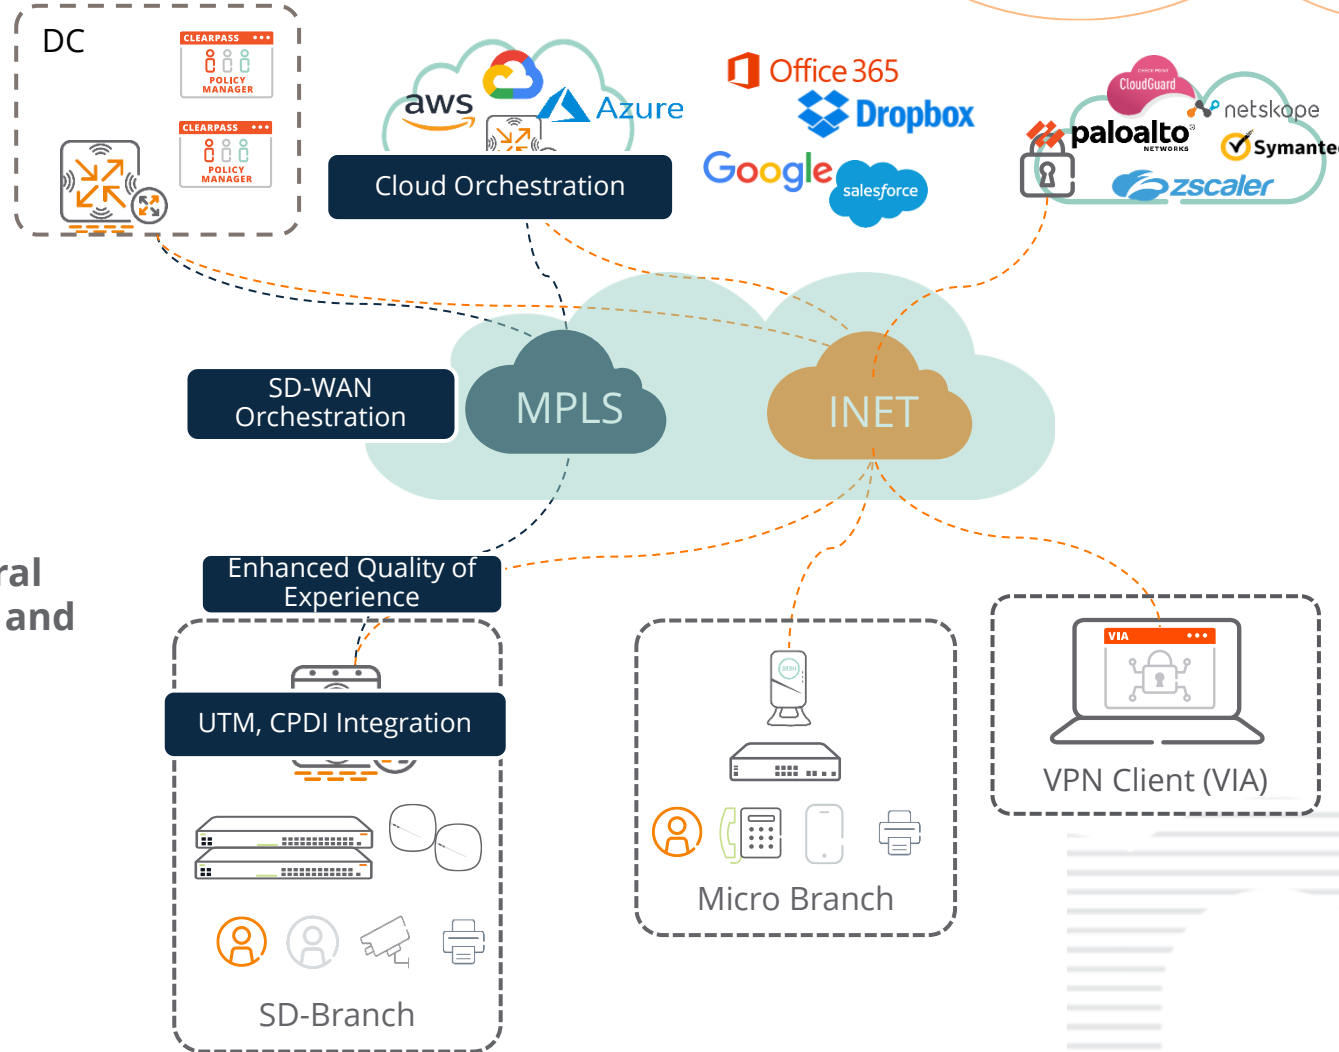 DC
CLEARPASS
POLICY
MANAGER
CLEARPASS
POLICY
MANAGER
aws
Azure
Cloud Orchestration
Office 365
Dropbox
Google
salesforce
CHECK POINT
CloudGuard
netskope
paloalto
NETWORKS
Symantec
zscaler
SD-WAN
Orchestration
MPLS
INET
ral
and
Enhanced Quality of
Experience
UTM, CPDI Integration
SD-Branch
Micro Branch
VIA
VPN Client (VIA)